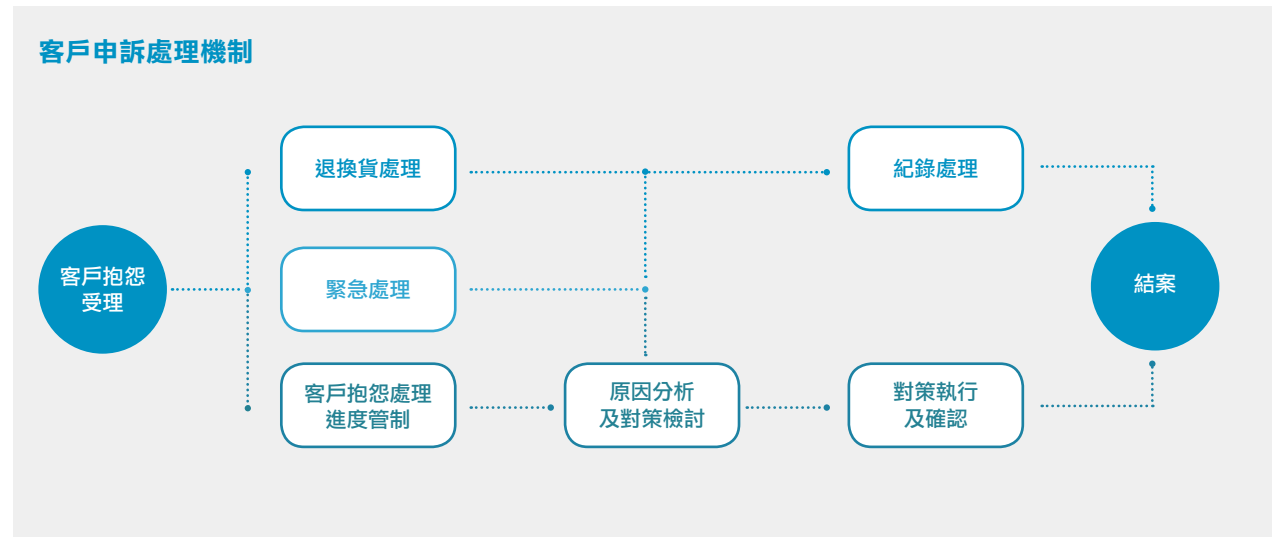 客戶申訴處理機制
退換貨處理
紀錄處理
客戶抱怨
受理
緊急處理
結案
客戶抱怨處理
進度管制
原因分析
及對策檢討
對策執行
及確認